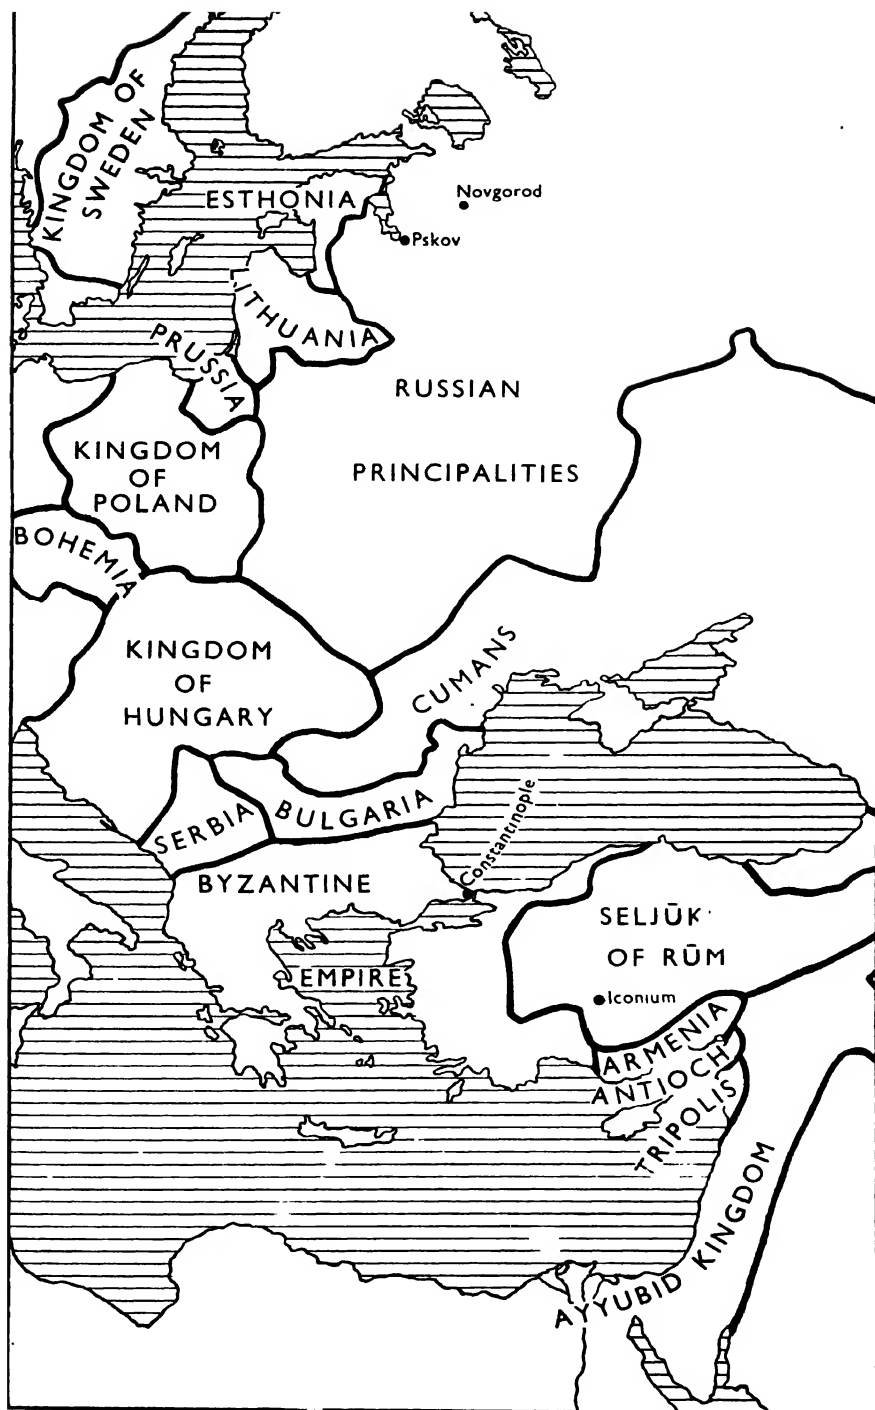 KINGDOM OF
SWEDEN
ESTHONIA
Novgorod
Pskov
LITHUANIA
PRUSSIA
RUSSIAN
PRINCIPALITIES
KINGDOM
OF
POLAND
BOHEMIA
KINGDOM
OF
HUNGARY
CUMANS
SERBIA
BULGARIA
Constantinople
BYZANTINE
EMPIRE
SELJŪK
OF RŪM
Iconium
ARMENIA
ANTIOCH
TRIPOLIS
AYYUBID KINGDOM